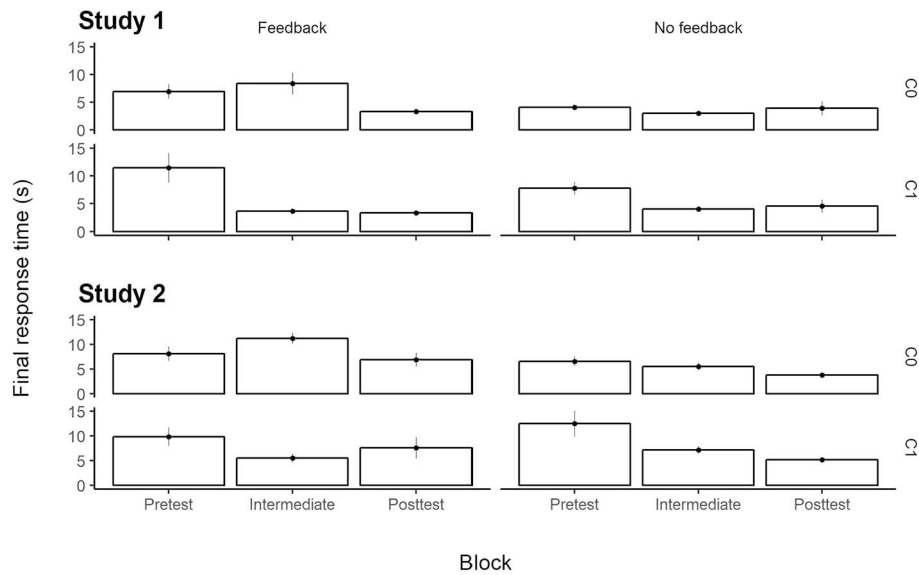 Study 1
Feedback
No feedback
15
10
5
0
C0
15
10
5
0
C1
Final response time (s)
Study 2
15
10
5
0
C0
15
10
5
0
C1
Pretest
Intermediate
Posttest
Pretest
Intermediate
Posttest
Block